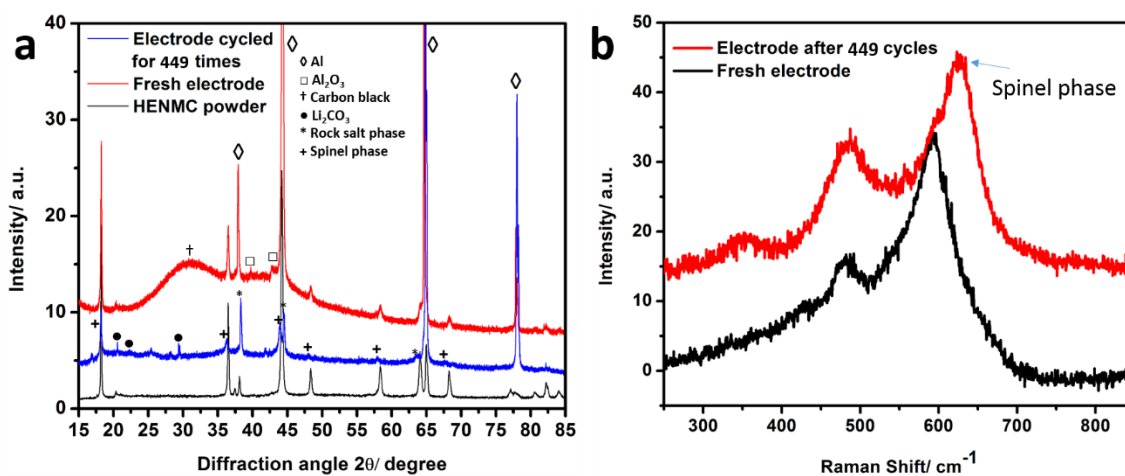 a
Electrode cycled
for 449 times
Fresh electrode
HENMC powder
◊ Al
□ Al2O3
† Carbon black
● Li2CO3
* Rock salt phase
+ Spinel phase
40
30
20
10
0
Intensity/ a.u.
15 20 25 30 35 40 45 50 55 60 65 70 75 80 85
Diffraction angle 2θ/ degree
b
Electrode after 449 cycles
Fresh electrode
Spinel phase
50
40
30
20
10
0
Intensity/ a.u.
300 400 500 600 700 800
Raman Shift/ cm-1